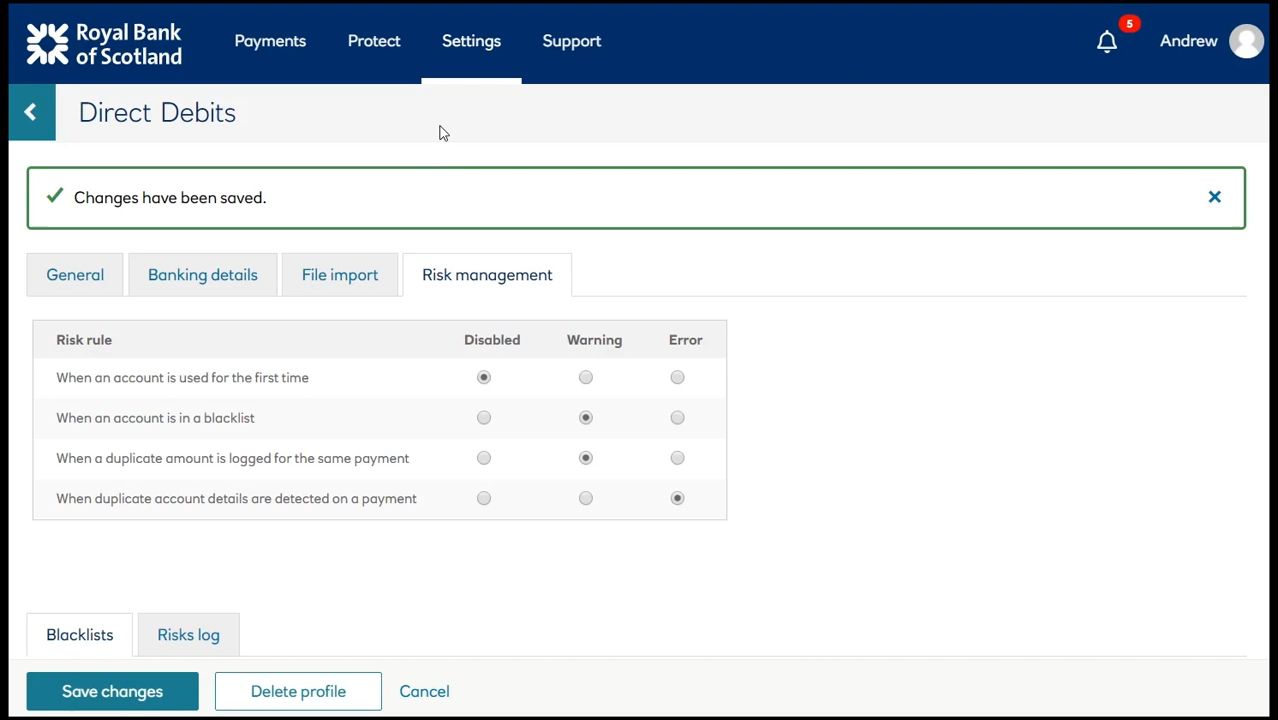 Royal Bank
of Scotland
Payments
Protect
Settings
Support
5
Andrew
Direct Debits
Changes have been saved.
General
Banking details
File import
Risk management
Risk rule Disabled Warning Error
When an account is used for the first time
When an account is in a blacklist
When a duplicate amount is logged for the same payment
When duplicate account details are detected on a payment
Blacklists
Risks log
Save changes
Delete profile
Cancel